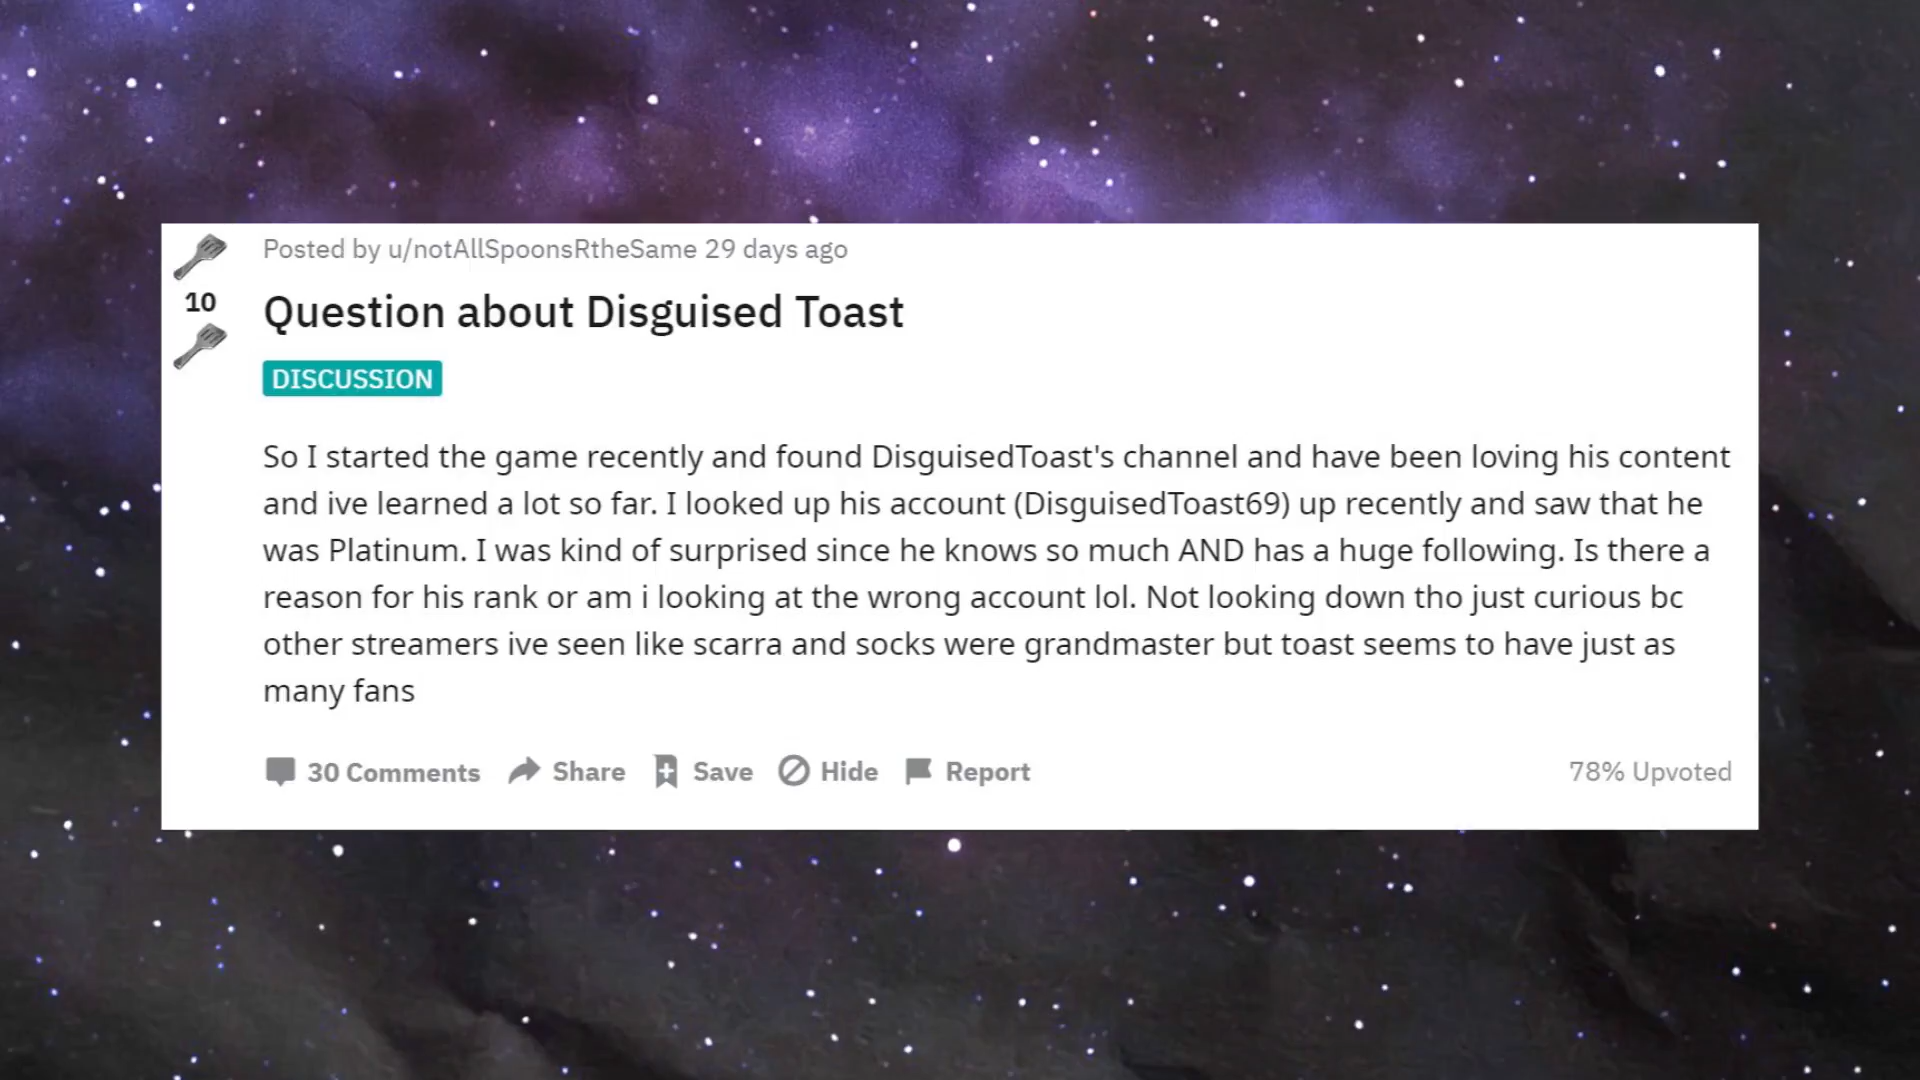 Posted by u/notAllSpoonsRtheSame 29 days ago
10
Question about Disguised Toast
DISCUSSION
So I started the game recently and found DisguisedToast's channel and have been loving his content
and ive learned a lot so far. I looked up his account (DisguisedToast69) up recently and saw that he
was Platinum. I was kind of surprised since he knows so much AND has a huge following. Is there a
reason for his rank or am i looking at the wrong account lol. Not looking down tho just curious bc
other streamers ive seen like scarra and socks were grandmaster but toast seems to have just as
many fans
30 Comments Share Save Hide Report 78% Upvoted